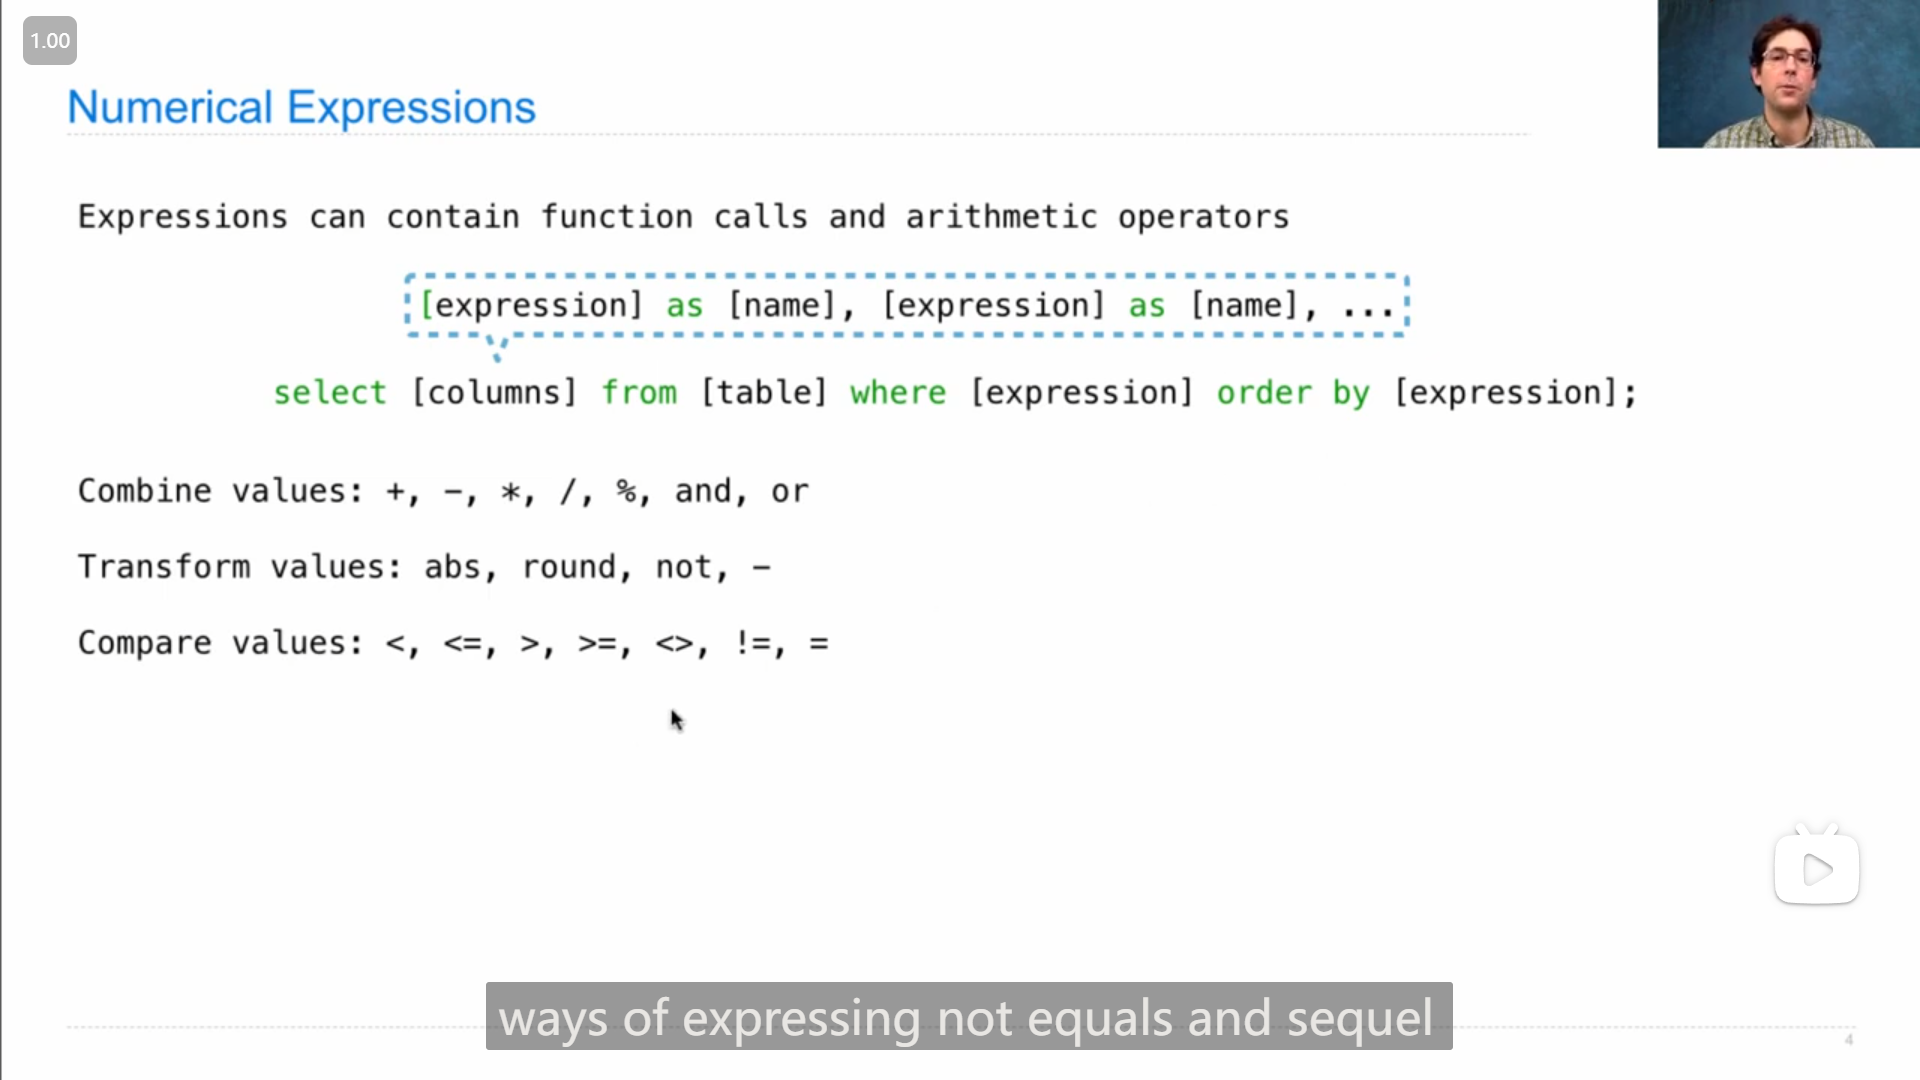 1.00
Numerical Expressions
Expressions can contain function calls and arithmetic operators
[expression] as [name], [expression] as [name], ...
select [columns] from [table] where [expression] order by [expression];
Combine values: +, -, *, /, %, and, or
Transform values: abs, round, not, -
Compare values: <, <=, >, >=, <>, !=, =
ways of expressing not equals and sequel
4